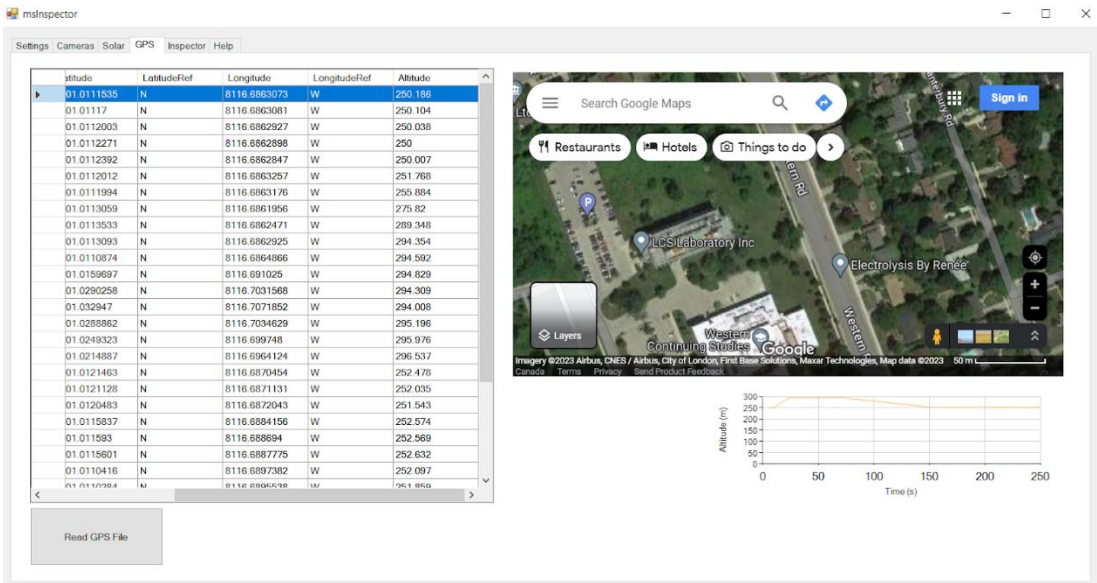 msInspector
Settings Cameras Solar GPS Inspector Help
atitude LatitudeRef Longitude LongitudeRef Altitude
01.0111535 N 8116.6863073 W 250.186
01.01117 N 8116.6863081 W 250.104
01.0112003 N 8116.6862927 W 250.038
01.0112271 N 8116.6862898 W 250
01.0112392 N 8116.6862847 W 250.007
01.0112012 N 8116.6863257 W 251.768
01.0111994 N 8116.6863176 W 255.884
01.0113059 N 8116.6861956 W 275.82
01.0113533 N 8116.6862471 W 289.348
01.0113093 N 8116.6862925 W 294.354
01.0110874 N 8116.6864866 W 294.592
01.0159697 N 8116.691025 W 294.829
01.0290258 N 8116.7031568 W 294.309
01.032947 N 8116.7071852 W 294.008
01.0288862 N 8116.7034629 W 295.196
01.0249323 N 8116.699748 W 295.976
01.0214887 N 8116.6964124 W 296.537
01.0121463 N 8116.6870454 W 252.478
01.0121128 N 8116.6871131 W 252.035
01.0120483 N 8116.6872043 W 251.543
01.0115837 N 8116.6884156 W 252.574
01.011593 N 8116.688694 W 252.569
01.0115601 N 8116.6887775 W 252.632
01.0110416 N 8116.6897382 W 252.097
01.0110284 N 8116.6895538 W 251.859
Read GPS File
Search Google Maps
Sign in
Restaurants Hotels Things to do
P
LCS Laboratory Inc
Electrolysis By Renée
Western Rd
Canterbury Rd
Layers
Western
Continuing Studies
Google
Imagery ©2023 Airbus, CNES / Airbus, City of London, First Base Solutions, Maxar Technologies, Map data ©2023 50 m
Canada Terms Privacy Send Product Feedback
Altitude (m)
300
250
200
150
100
50
0
0 50 100 150 200 250
Time (s)